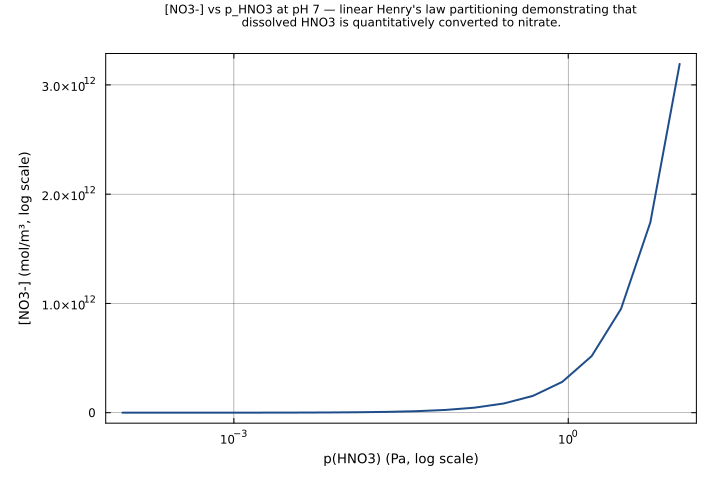 [NO3-] vs p_HNO3 at pH 7 — linear Henry's law partitioning demonstrating that
dissolved HNO3 is quantitatively converted to nitrate.
[NO3-] (mol/m³, log scale)
3.0×10¹²
2.0×10¹²
1.0×10¹²
0
10⁻³
10⁰
p(HNO3) (Pa, log scale)